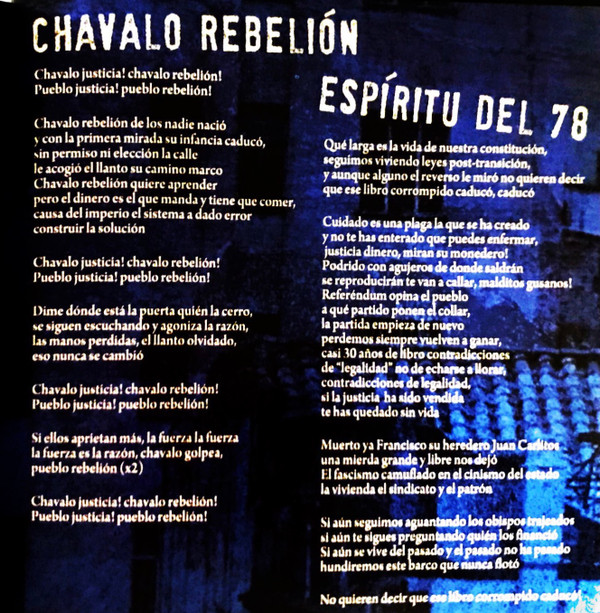 CHAVALO REBELIÓN
Chavalo justicia! chavalo rebelión!
Pueblo justicia! pueblo rebelión!
Chavalo rebelión de los nadie nació
y con la primera mirada su infancia caducó,
sin permiso ni elección la calle
le acogió el llanto su camino marco
Chavalo rebelión quiere aprender
pero el dinero es el que manda y tiene que comer,
causa del imperio el sistema a dado error
construir la solución
Chavalo justicia! chavalo rebelión!
Pueblo justicia! pueblo rebelión!
Dime dónde está la puerta quién la cerro,
se siguen escuchando y agoniza la razón,
las manos perdidas, el llanto olvidado,
eso nunca se cambió
Chavalo justicia! chavalo rebelión!
Pueblo justicia! pueblo rebelión!
Si ellos aprietan más, la fuerza la fuerza
la fuerza es la razón, chavalo golpea,
pueblo rebelión (x2)
Chavalo justicia! chavalo rebelión!
Pueblo justicia! pueblo rebelión!
ESPÍRITU DEL 78
Qué larga es la vida de nuestra constitución,
seguimos viviendo leyes post-transición,
y aunque alguno el reverso le miró no quieren decir
que ese libro corrompido caducó, caducó
Cuidado es una plaga la que se ha creado
y no te has enterado que puedes enfermar,
justicia dinero, miran su monedero!
Podrido con agujeros de donde saldrán
se reproducirán te van a callar, malditos gusanos!
Referéndum opina el pueblo
a qué partido ponen el collar,
la partida empieza de nuevo
perdemos siempre vuelven a ganar,
casi 30 años de libro contradicciones
de "legalidad" no de echarse a llorar,
contradicciones de legalidad,
si la justicia ha sido vendida
te has quedado sin vida
Muerto ya Francisco su heredero Juan Carlitos
una mierda grande y libre nos dejó
El fascismo camuflado en el cinismo del estado
la vivienda el sindicato y el patrón
Si aún seguimos aguantando los obispos trajeados
si aún te sigues preguntando quién los financió
Si aún se vive del pasado y el pasado no ha pasado
hundiremos este barco que nunca flotó
No quieren decir que ese libro corrompido caducó!